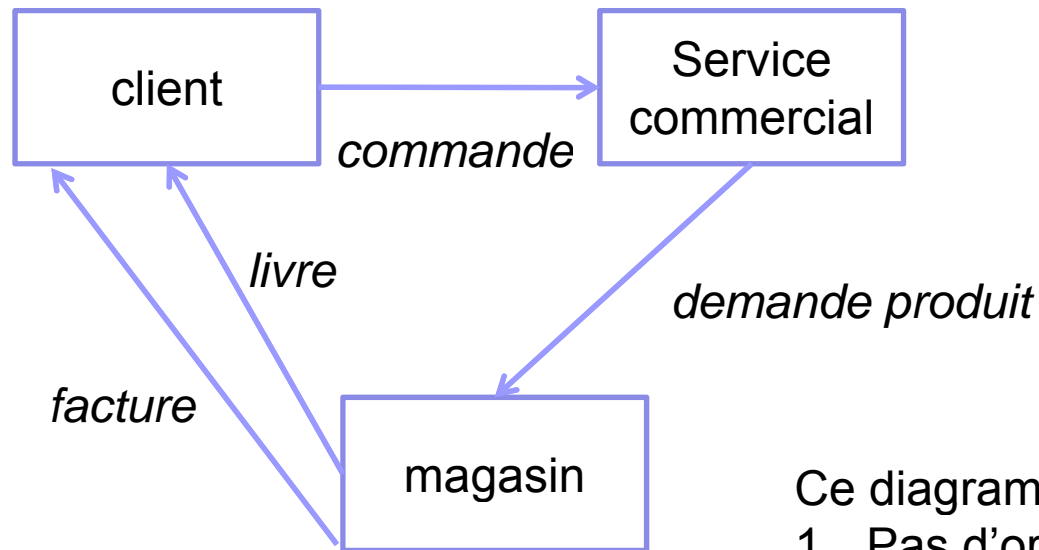 client
Service
commercial
commande
livre
demande produit
facture
magasin
Ce diagram
1. Pas d'or